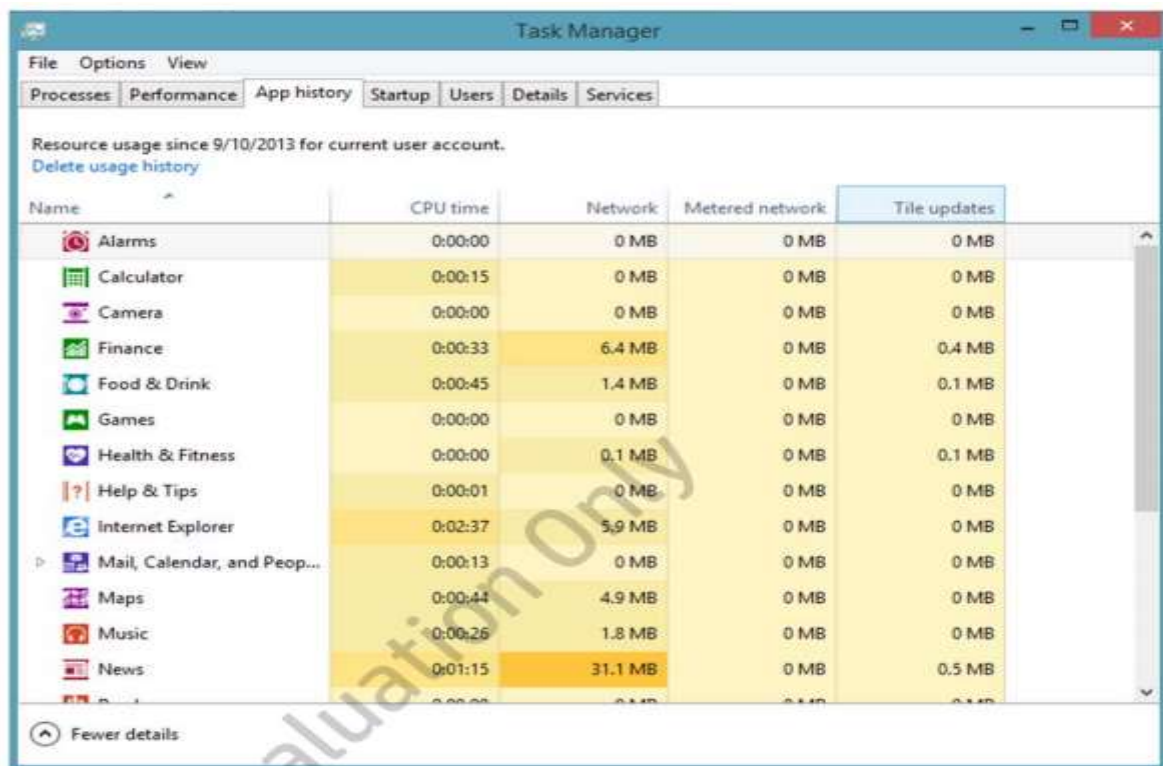 Task Manager
File Options View
Processes Performance App history Startup Users Details Services
Resource usage since 9/10/2013 for current user account.
Delete usage history
Name CPU time Network Metered network Tile updates
Alarms 0:00:00 0 MB 0 MB 0 MB
Calculator 0:00:15 0 MB 0 MB 0 MB
Camera 0:00:00 0 MB 0 MB 0 MB
Finance 0:00:33 6.4 MB 0 MB 0.4 MB
Food & Drink 0:00:45 1.4 MB 0 MB 0.1 MB
Games 0:00:00 0 MB 0 MB 0 MB
Health & Fitness 0:00:00 0.1 MB 0 MB 0.1 MB
Help & Tips 0:00:01 0 MB 0 MB 0 MB
Internet Explorer 0:02:37 5.9 MB 0 MB 0 MB
Mail, Calendar, and Peop... 0:00:13 0 MB 0 MB 0 MB
Maps 0:00:44 4.9 MB 0 MB 0 MB
Music 0:00:26 1.8 MB 0 MB 0 MB
News 0:01:15 31.1 MB 0 MB 0.5 MB
Fewer details
aluation Only